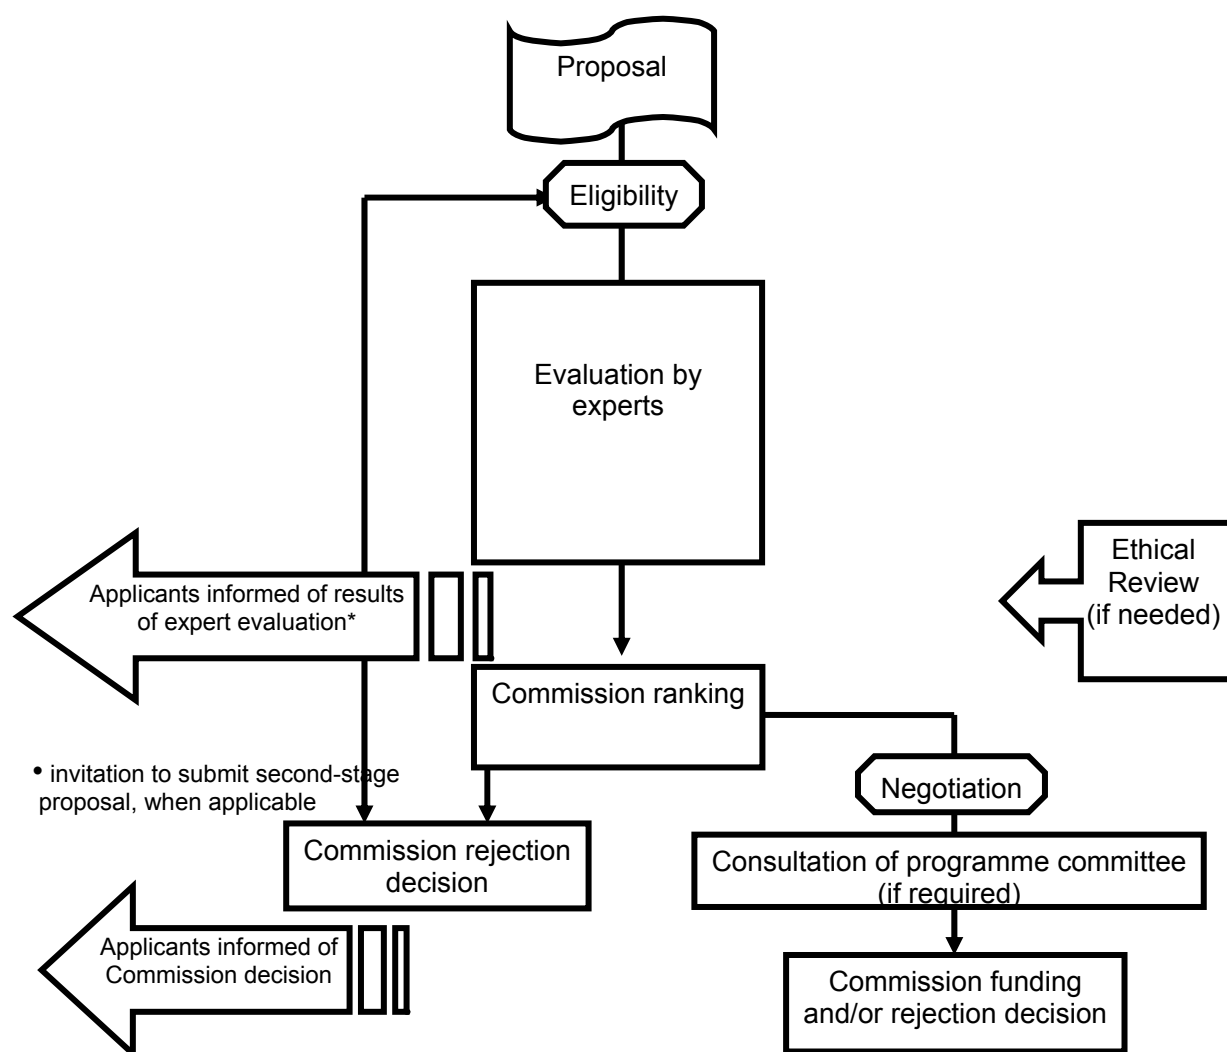 Proposal
Eligibility
Evaluation by
experts
Ethical
Review
(if needed)
Applicants informed of results
of expert evaluation*
Commission ranking
• invitation to submit second-stage
proposal, when applicable
Negotiation
Commission rejection
decision
Consultation of programme committee
(if required)
Applicants informed of
Commission decision
Commission funding
and/or rejection decision